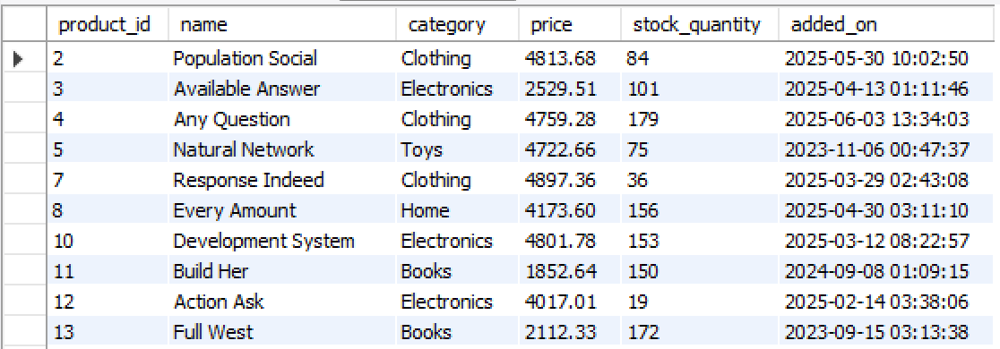 product_id name category price stock_quantity added_on
2 Population Social Clothing 4813.68 84 2025-05-30 10:02:50
3 Available Answer Electronics 2529.51 101 2025-04-13 01:11:46
4 Any Question Clothing 4759.28 179 2025-06-03 13:34:03
5 Natural Network Toys 4722.66 75 2023-11-06 00:47:37
7 Response Indeed Clothing 4897.36 36 2025-03-29 02:43:08
8 Every Amount Home 4173.60 156 2025-04-30 03:11:10
10 Development System Electronics 4801.78 153 2025-03-12 08:22:57
11 Build Her Books 1852.64 150 2024-09-08 01:09:15
12 Action Ask Electronics 4017.01 19 2025-02-14 03:38:06
13 Full West Books 2112.33 172 2023-09-15 03:13:38